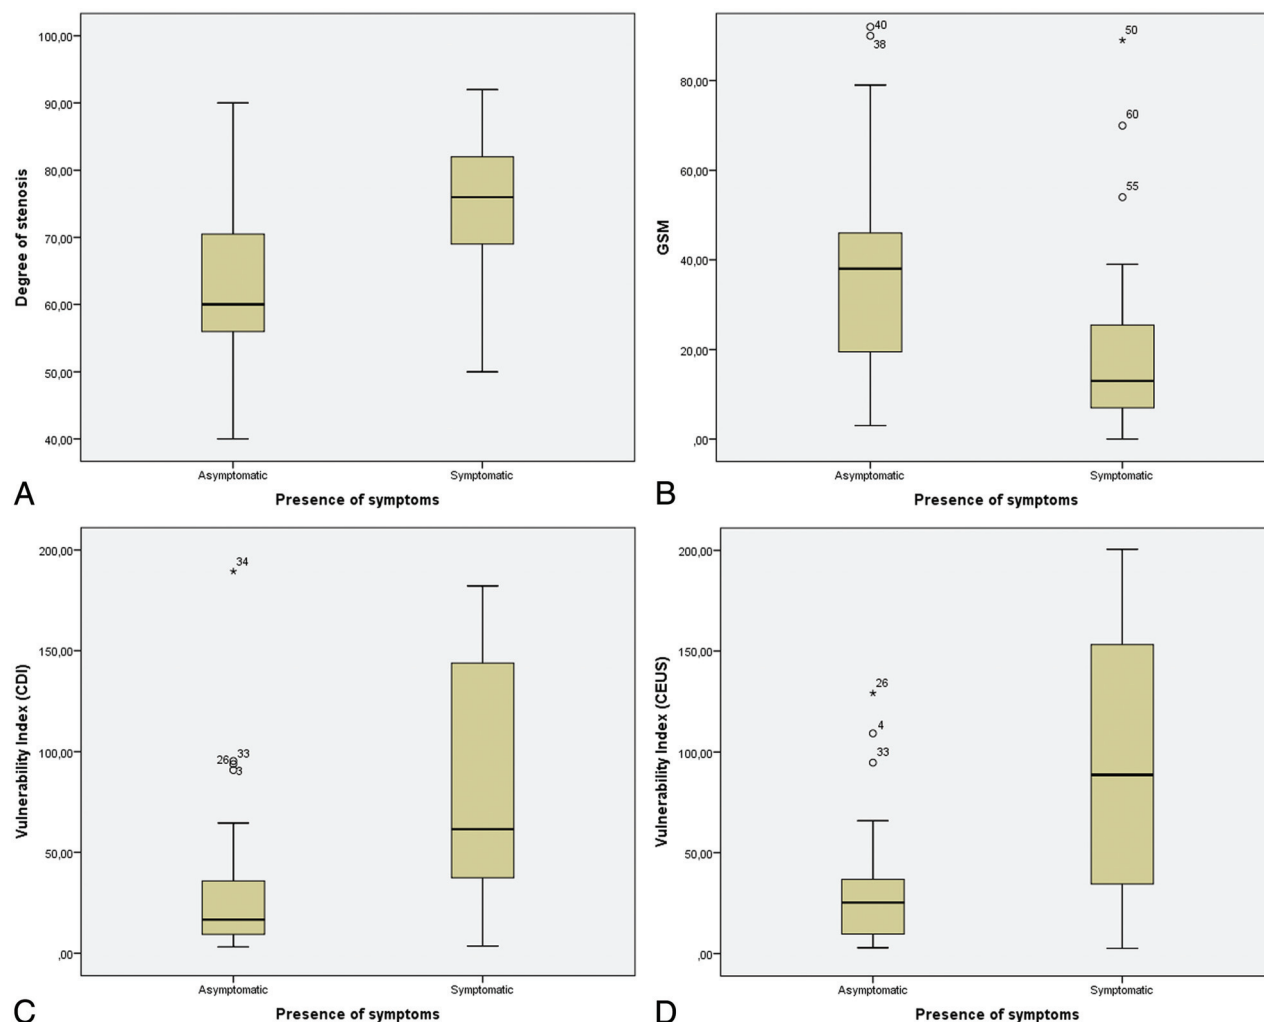 100,00
90,00
80,00
70,00
60,00
50,00
40,00
Degree of stenosis
Asymptomatic Symptomatic
Presence of symptoms
A
80,00
60,00
40,00
20,00
,00
GSM
40
38
50
60
55
Asymptomatic Symptomatic
Presence of symptoms
B
200,00
150,00
100,00
50,00
,00
Vulnerability Index (CDI)
34
33
26
3
Asymptomatic Symptomatic
Presence of symptoms
C
200,00
150,00
100,00
50,00
,00
Vulnerability Index (CEUS)
26
4
33
Asymptomatic Symptomatic
Presence of symptoms
D